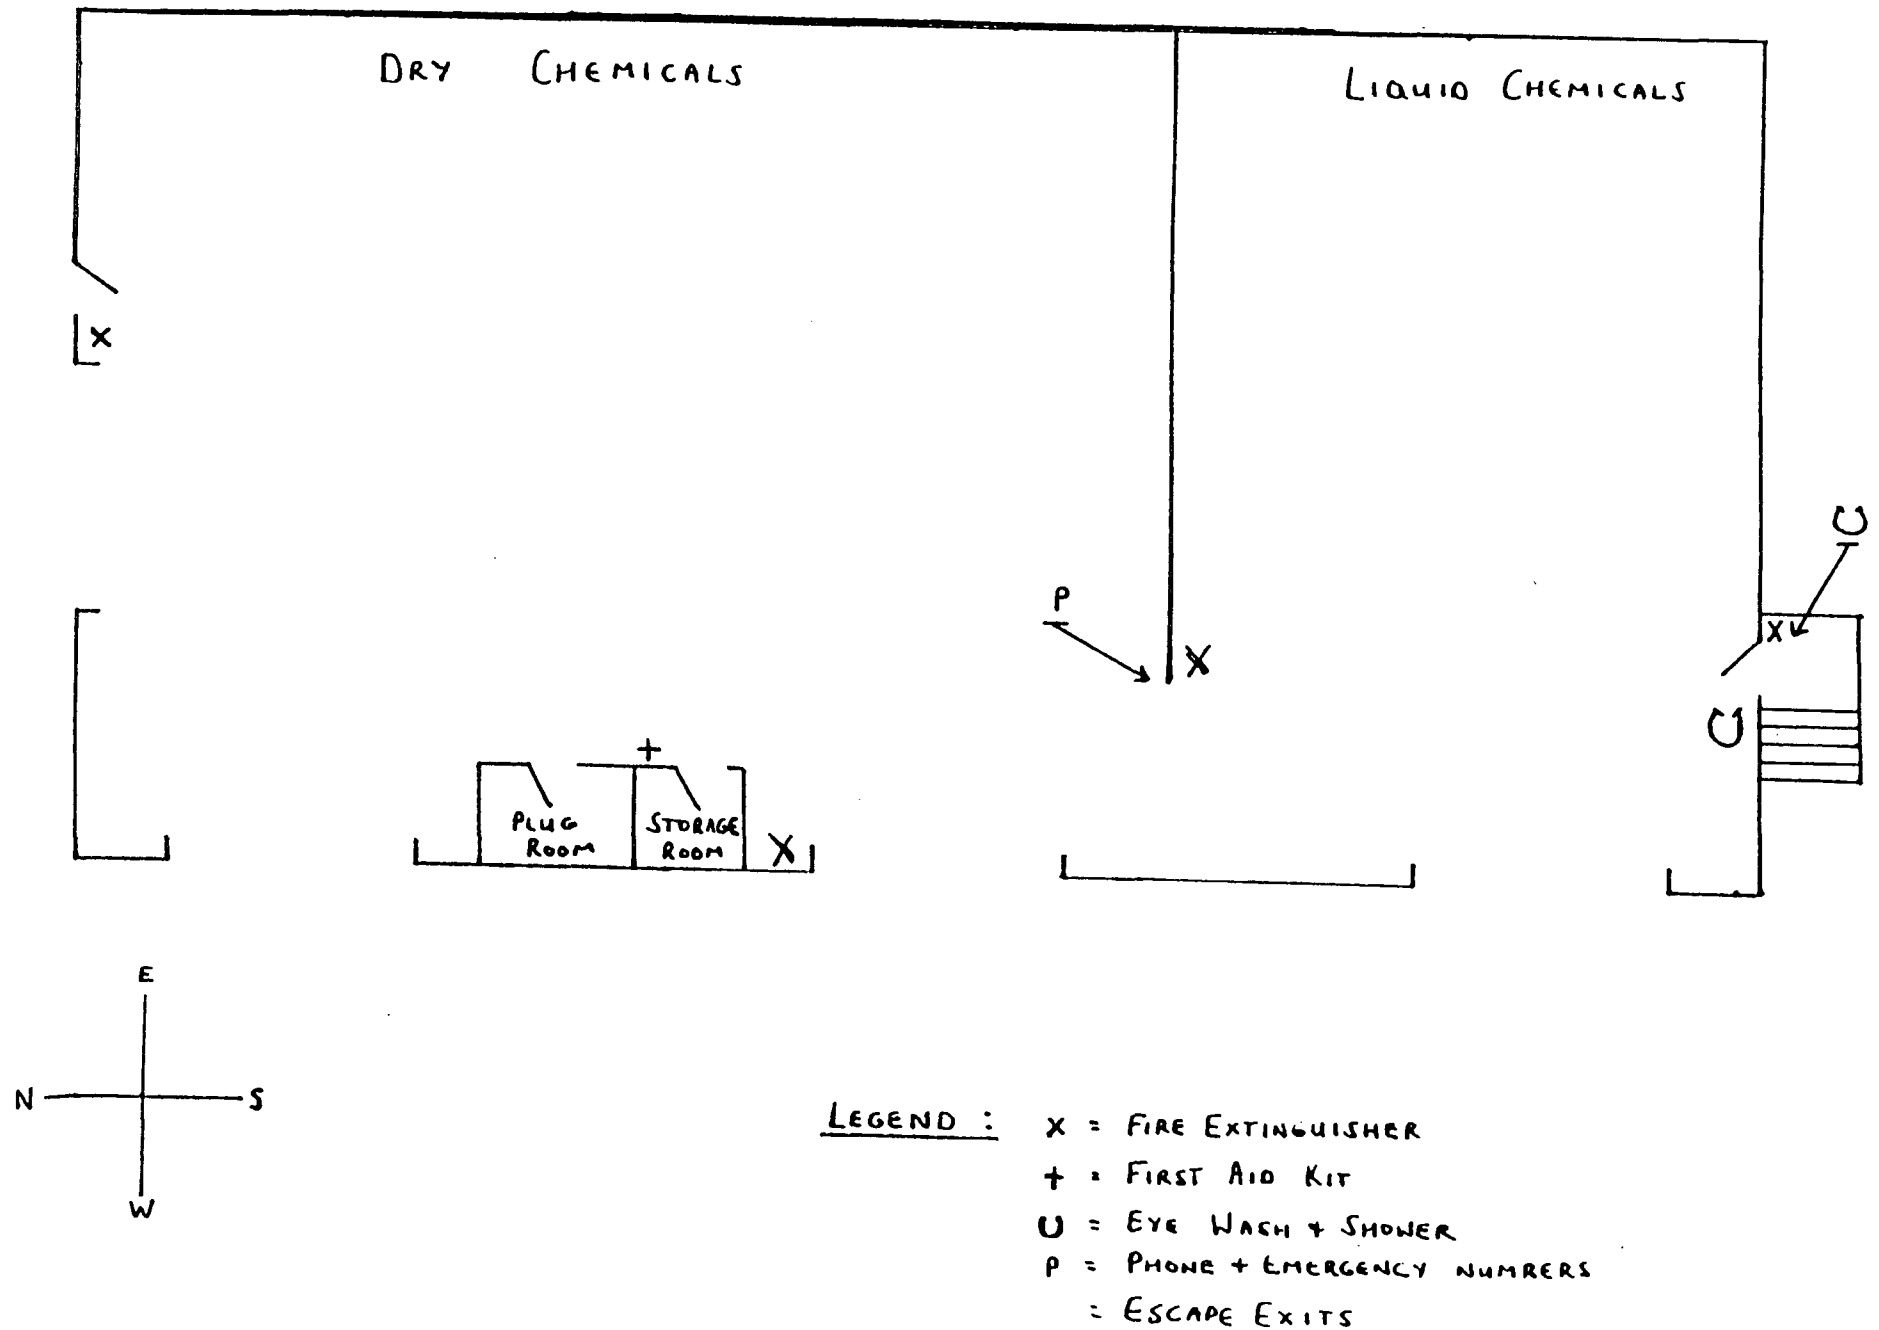 DRY CHEMICALS
LIQUID CHEMICALS
X
U
P
X
X
U
+
PLUG ROOM
STORAGE ROOM
X
E
N
S
W
LEGEND :
X = FIRE EXTINGUISHER
+ = FIRST AID KIT
U = EYE WASH + SHOWER
P = PHONE + EMERGENCY NUMRERS
= ESCAPE EXITS